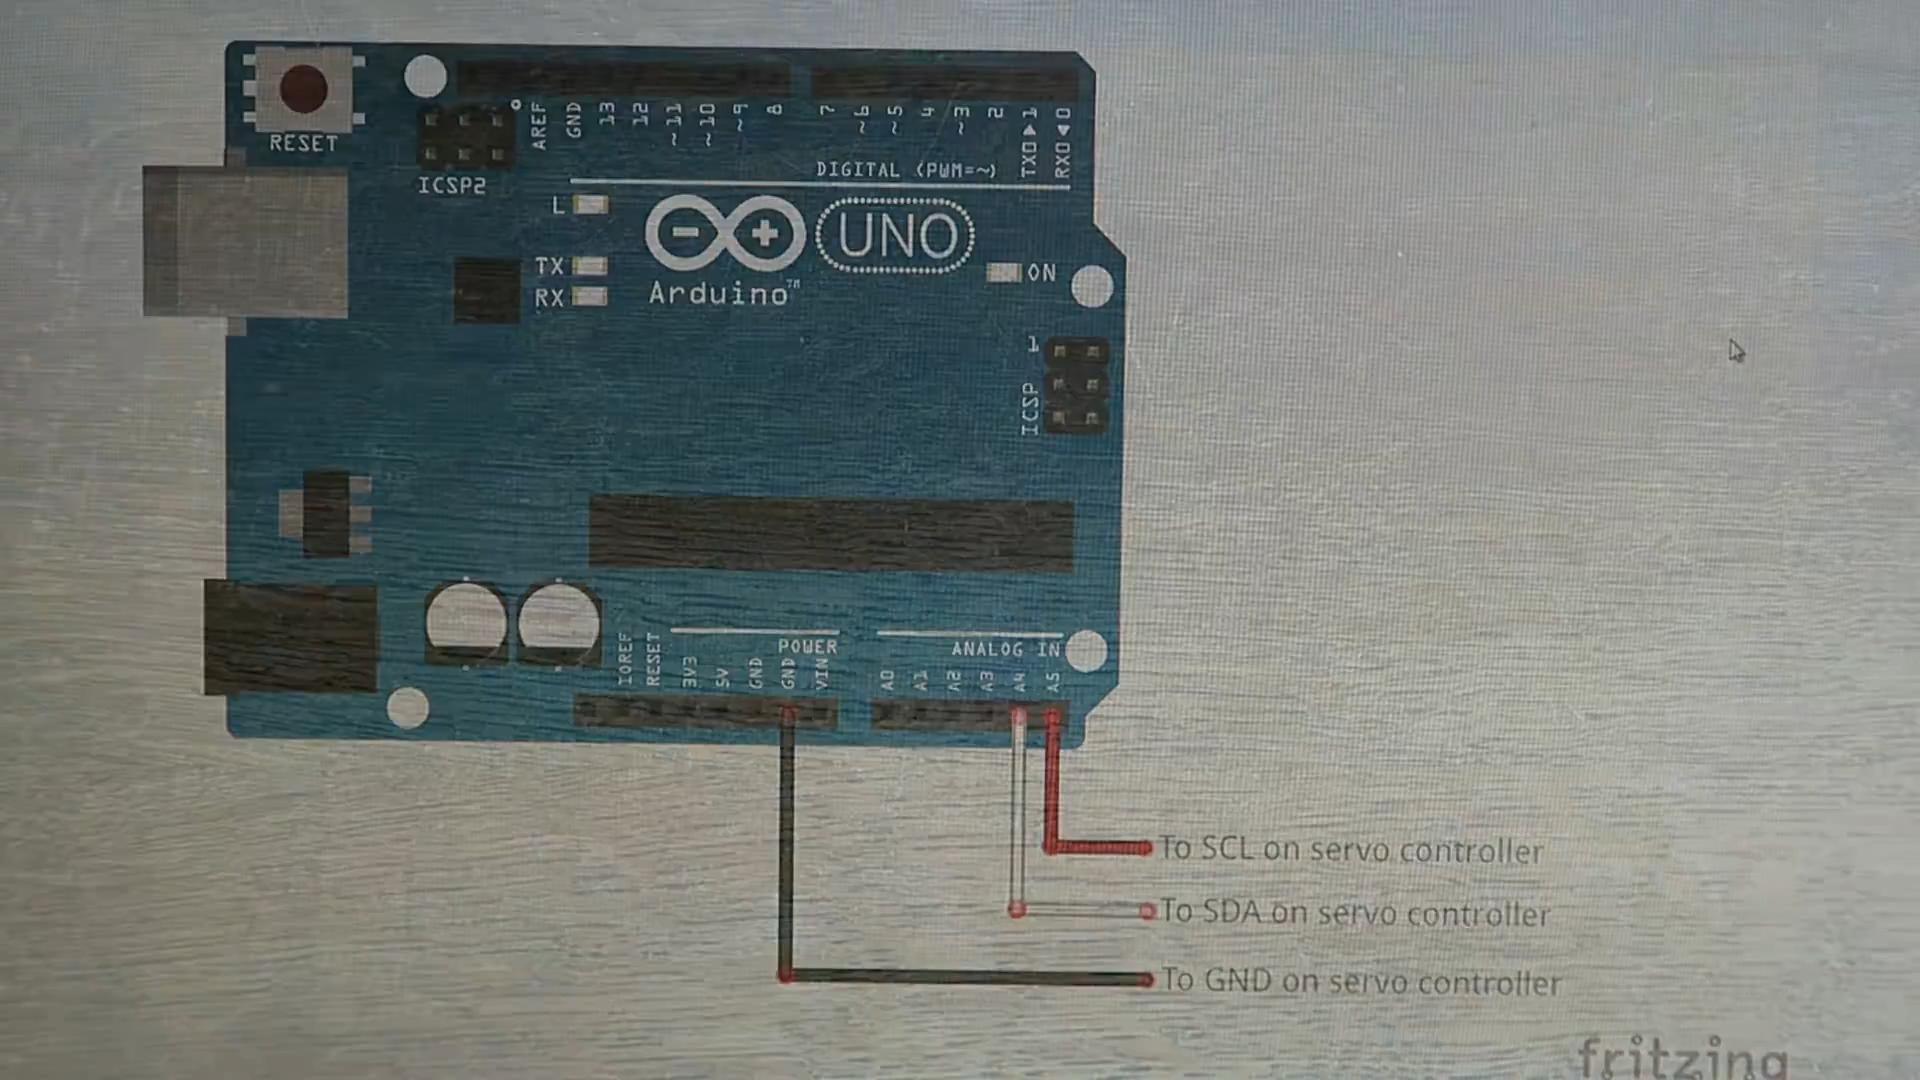 RESET
ICSP2
AREF
GND
13
12
~11
~10
~9
8
7
~6
~5
4
~3
2
TX0▶1
RX0◀0
DIGITAL (PWM=~)
L
TX
RX
UNO
Arduino™
ON
1
ICSP
IOREF
RESET
3V3
5V
GND
GND
VIN
POWER
ANALOG IN
A0
A1
A2
A3
A4
A5
To SCL on servo controller
To SDA on servo controller
To GND on servo controller
fritzing